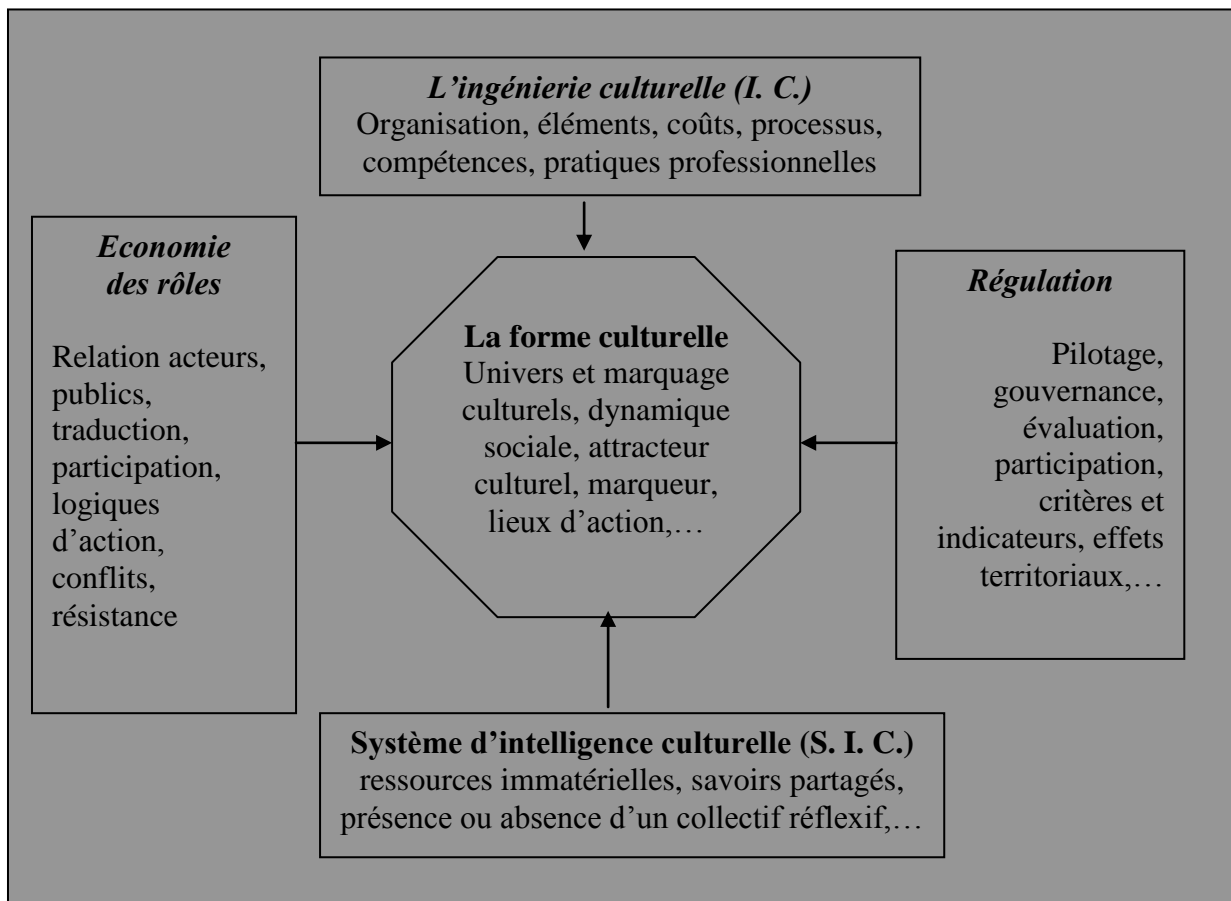 L’ingénierie culturelle (I. C.)
Organisation, éléments, coûts, processus,
compétences, pratiques professionnelles
Economie
des rôles
Relation acteurs,
publics,
traduction,
participation,
logiques
d’action,
conflits,
résistance
La forme culturelle
Univers et marquage
culturels, dynamique
sociale, attracteur
culturel, marqueur,
lieux d’action,…
Régulation
Pilotage,
gouvernance,
évaluation,
participation,
critères et
indicateurs, effets
territoriaux,…
Système d’intelligence culturelle (S. I. C.)
ressources immatérielles, savoirs partagés,
présence ou absence d’un collectif réflexif,…